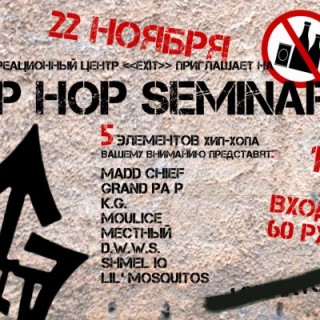 22 НОЯБРЯ
РЕАЦИОННЫЙ ЦЕНТР <<EXIT>> ПРИГЛАШАЕТ НА
P HOP SEMINAR
5 ЭЛЕМЕНТОВ ХИП-ХОПА
ВАШЕМУ ВНИМАНИЮ ПРЕДСТАВЯТ:
MADD CHIEF
GRAND PA P
K.G.
MOULICE
МЕСТНЫЙ
D.W.W.S.
SHMEL IQ
LIL' MOSQUITOS
1
ВХОД
60 РУ